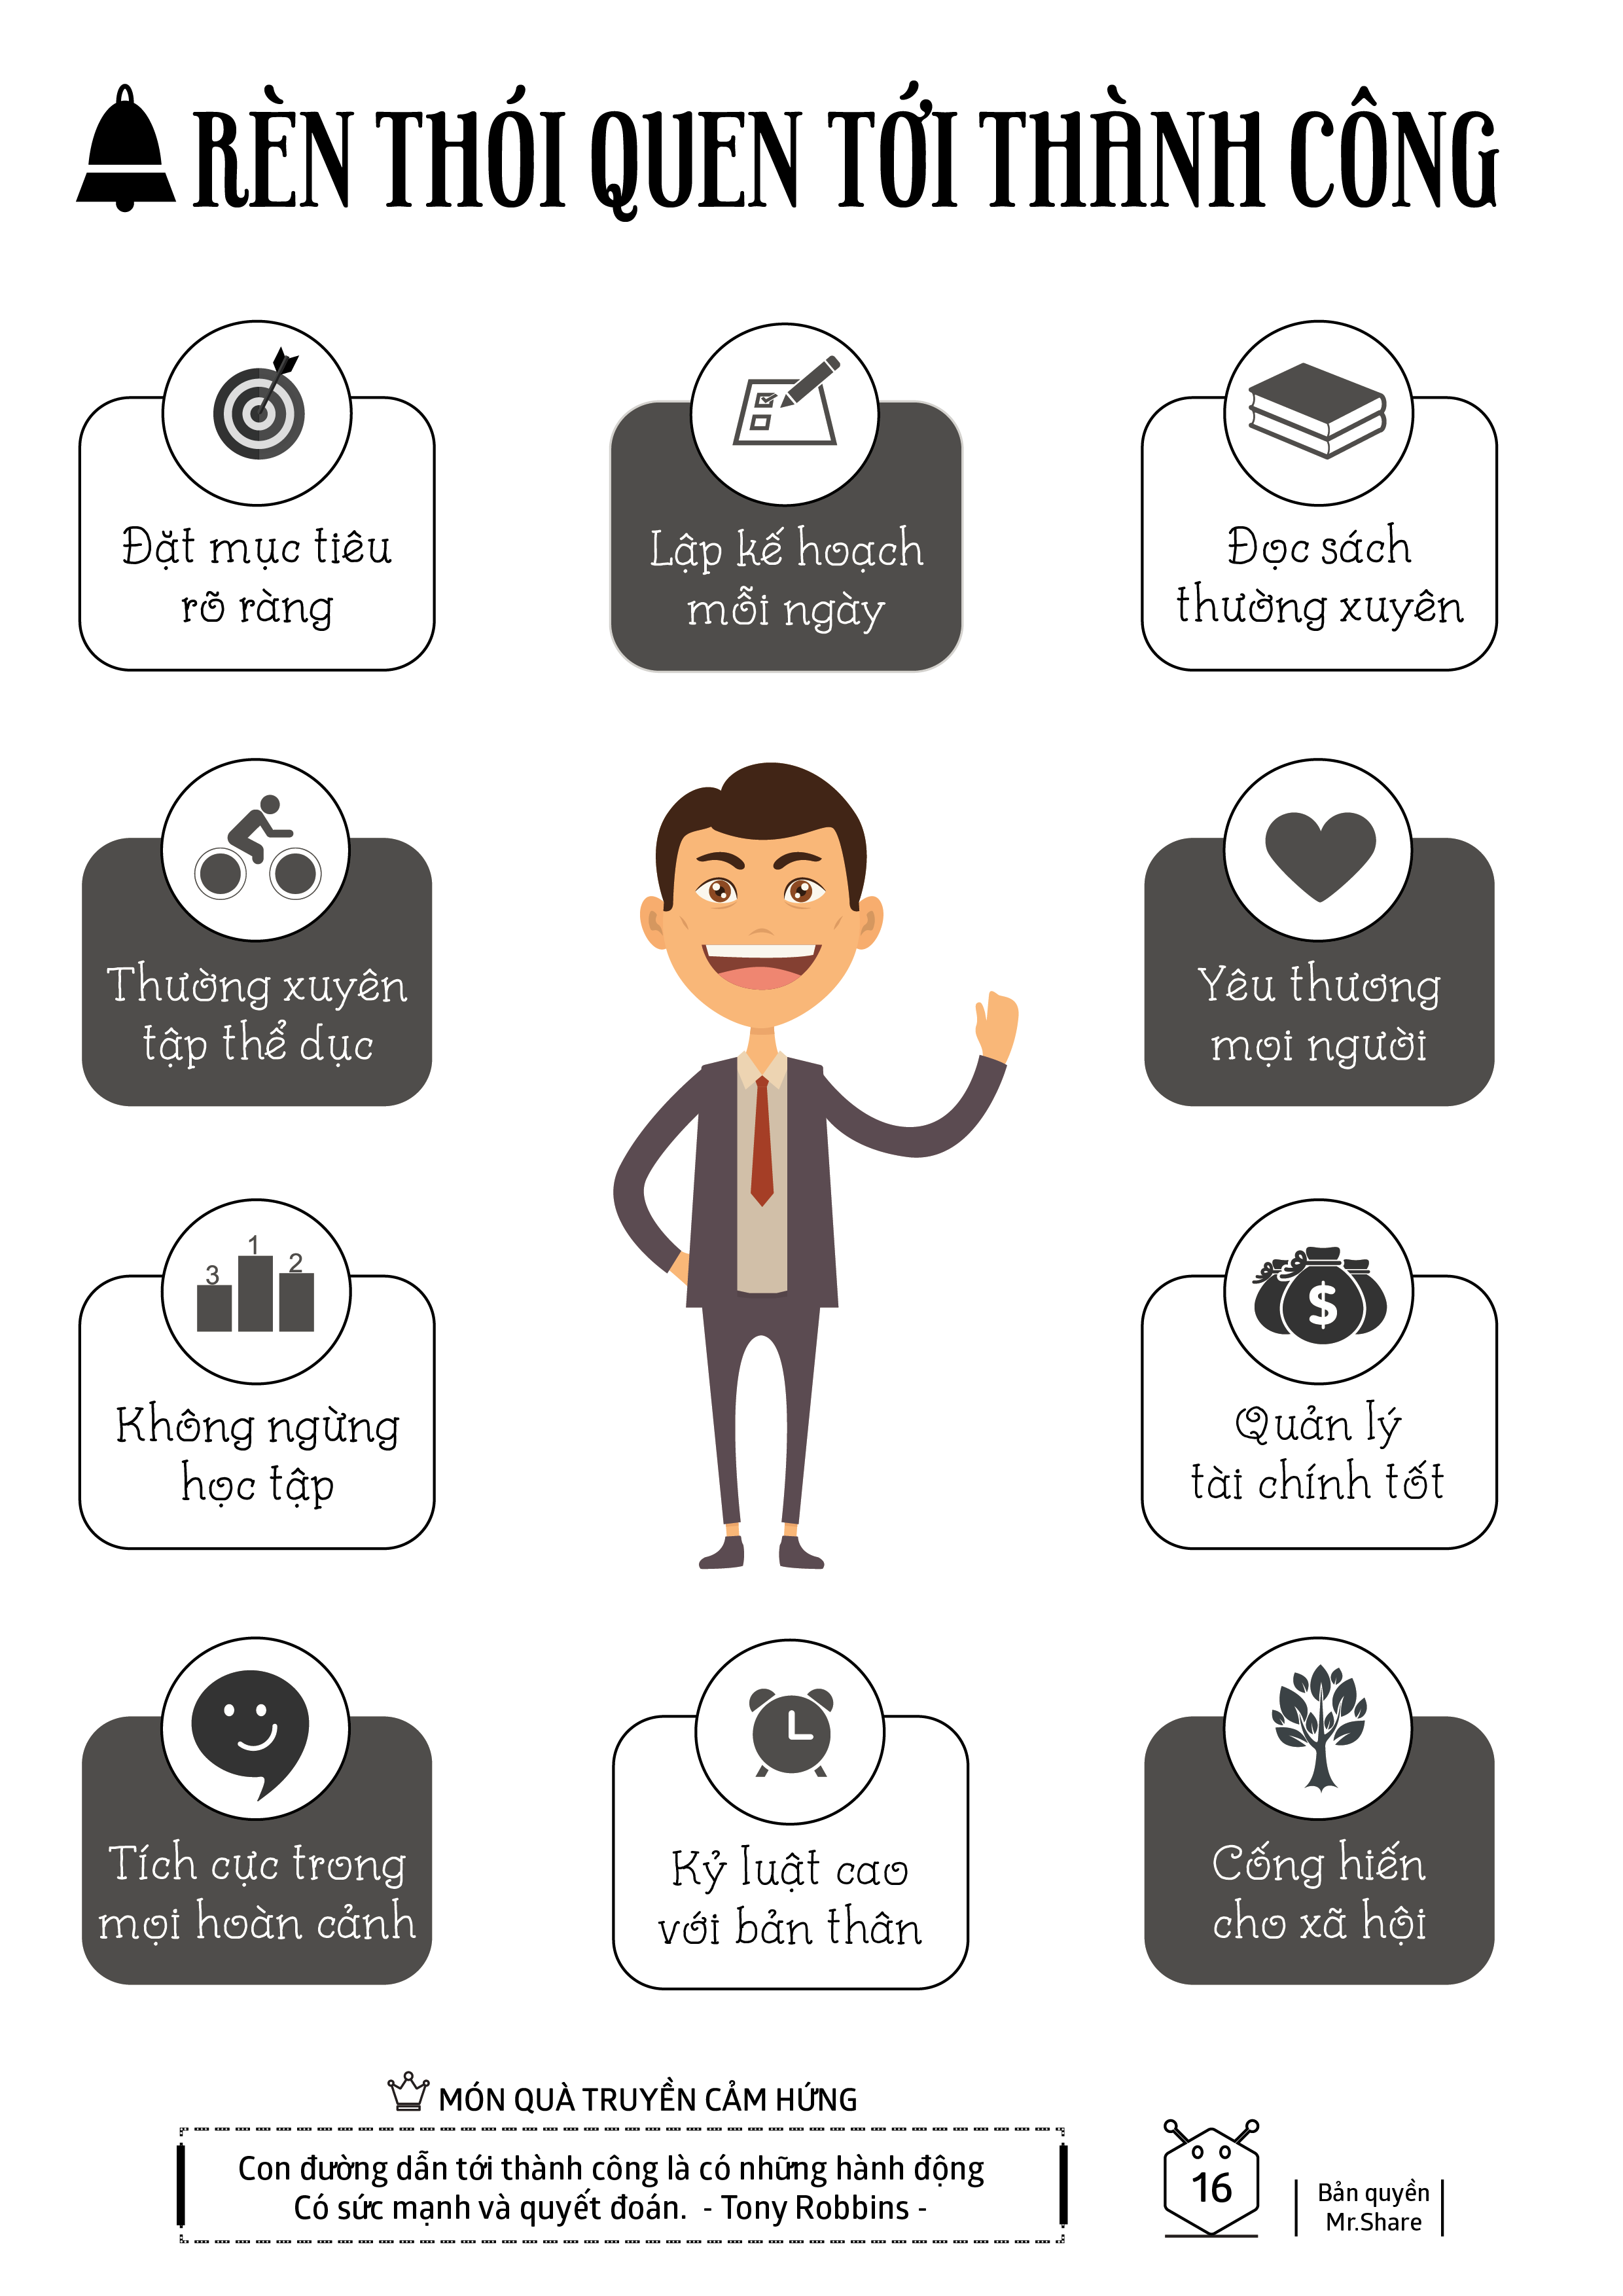 RÈN THÓI QUEN TỚI THÀNH CÔNG
Đặt mục tiêu
rõ ràng
Lập kế hoạch
mỗi ngày
Đọc sách
thường xuyên
Thường xuyên
tập thể dục
Yêu thương
mọi người
3
1
2
Không ngừng
học tập
$
Quản lý
tài chính tốt
Tích cực trong
mọi hoàn cảnh
Kỷ luật cao
với bản thân
Cống hiến
cho xã hội
MÓN QUÀ TRUYỀN CẢM HỨNG
Con đường dẫn tới thành công là có những hành động
Có sức mạnh và quyết đoán. - Tony Robbins -
16
Bản quyền
Mr.Share